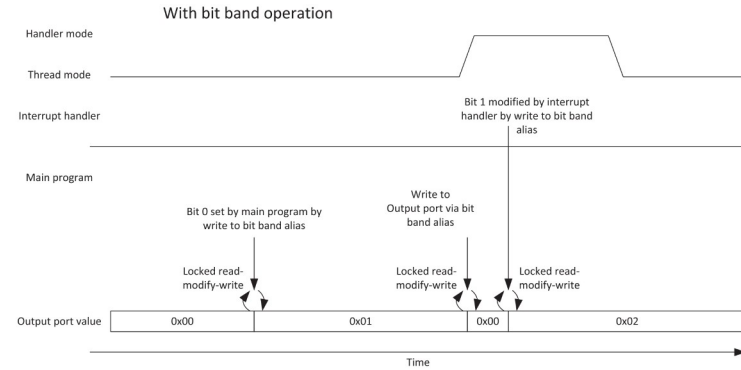 With bit band operation
Handler mode
Thread mode
Interrupt handler
Bit 1 modified by interrupt
handler by write to bit band
alias
Main program
Bit 0 set by main program by
write to bit band alias
Write to
Output port via bit
band alias
Locked read-
modify-write
Locked read-
modify-write
Locked read-
modify-write
Output port value
0x00
0x01
0x00
0x02
Time